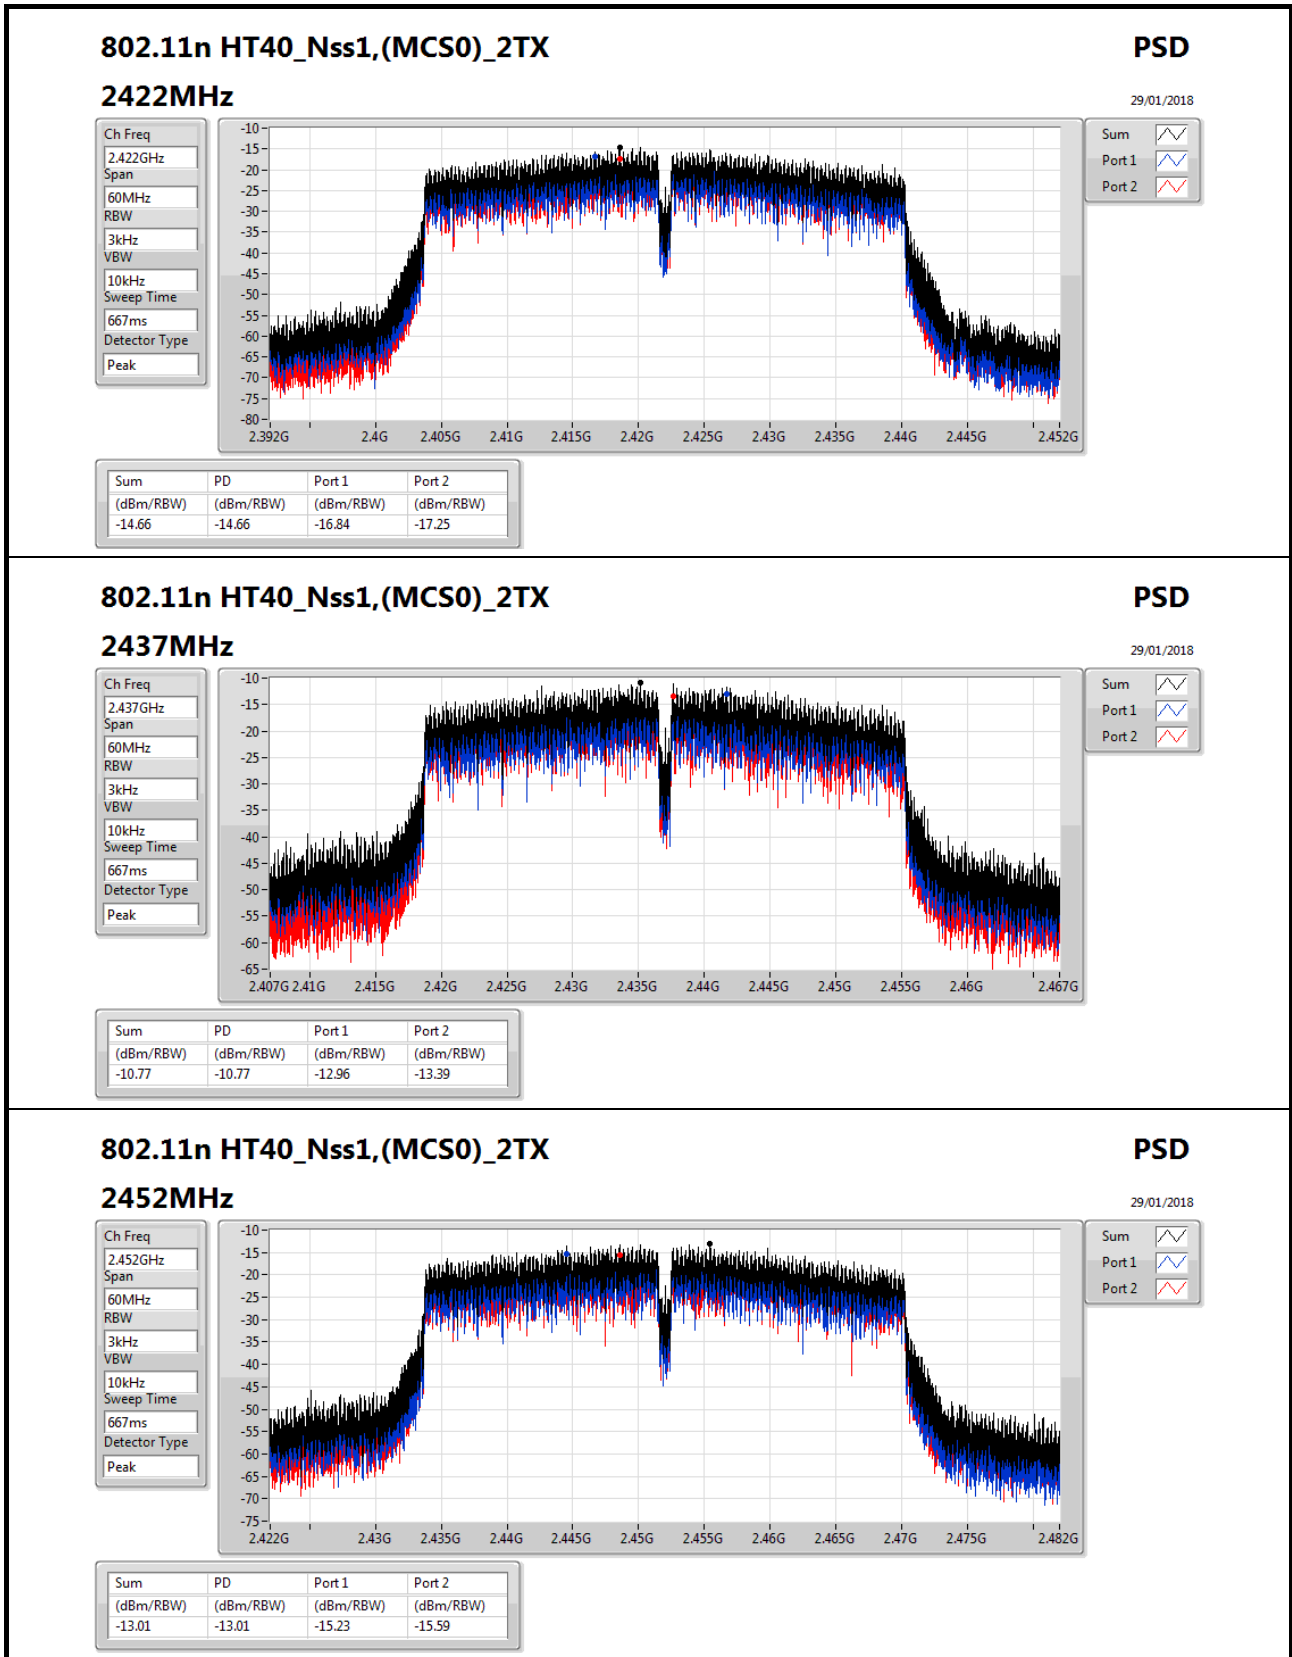 802.11n HT40_Nss1,(MCS0)_2TX PSD
2422MHz 29/01/2018
Ch Freq
2.422GHz
Span
60MHz
RBW
3kHz
VBW
10kHz
Sweep Time
667ms
Detector Type
Peak
-10
-15
-20
-25
-30
-35
-40
-45
-50
-55
-60
-65
-70
-75
-80
2.392G 2.4G 2.405G 2.41G 2.415G 2.42G 2.425G 2.43G 2.435G 2.44G 2.445G 2.452G
Sum
Port 1
Port 2
Sum PD Port 1 Port 2
(dBm/RBW) (dBm/RBW) (dBm/RBW) (dBm/RBW)
-14.66 -14.66 -16.84 -17.25
802.11n HT40_Nss1,(MCS0)_2TX PSD
2437MHz 29/01/2018
Ch Freq
2.437GHz
Span
60MHz
RBW
3kHz
VBW
10kHz
Sweep Time
667ms
Detector Type
Peak
-10
-15
-20
-25
-30
-35
-40
-45
-50
-55
-60
-65
2.407G 2.41G 2.415G 2.42G 2.425G 2.43G 2.435G 2.44G 2.445G 2.45G 2.455G 2.46G 2.467G
Sum
Port 1
Port 2
Sum PD Port 1 Port 2
(dBm/RBW) (dBm/RBW) (dBm/RBW) (dBm/RBW)
-10.77 -10.77 -12.96 -13.39
802.11n HT40_Nss1,(MCS0)_2TX PSD
2452MHz 29/01/2018
Ch Freq
2.452GHz
Span
60MHz
RBW
3kHz
VBW
10kHz
Sweep Time
667ms
Detector Type
Peak
-10
-15
-20
-25
-30
-35
-40
-45
-50
-55
-60
-65
-70
-75
2.422G 2.43G 2.435G 2.44G 2.445G 2.45G 2.455G 2.46G 2.465G 2.47G 2.475G 2.482G
Sum
Port 1
Port 2
Sum PD Port 1 Port 2
(dBm/RBW) (dBm/RBW) (dBm/RBW) (dBm/RBW)
-13.01 -13.01 -15.23 -15.59